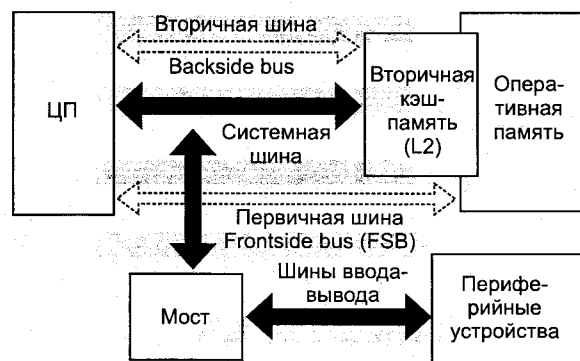 Вторичная шина
Backside bus
ЦП
Вторичная
кэш-
память
(L2)
Опера-
тивная
память
Системная
шина
Первичная шина
Frontside bus (FSB)
Шины ввода-
вывода
Мост
Перифе-
рийные
устройства